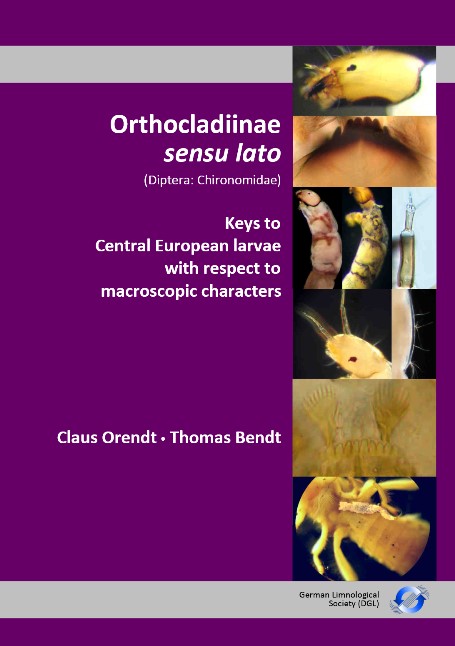 Orthocladiinae
sensu lato
(Diptera: Chironomidae)
Keys to
Central European larvae
with respect to
macroscopic characters
Claus Orendt • Thomas Bendt
German Limnological
Society (DGL)